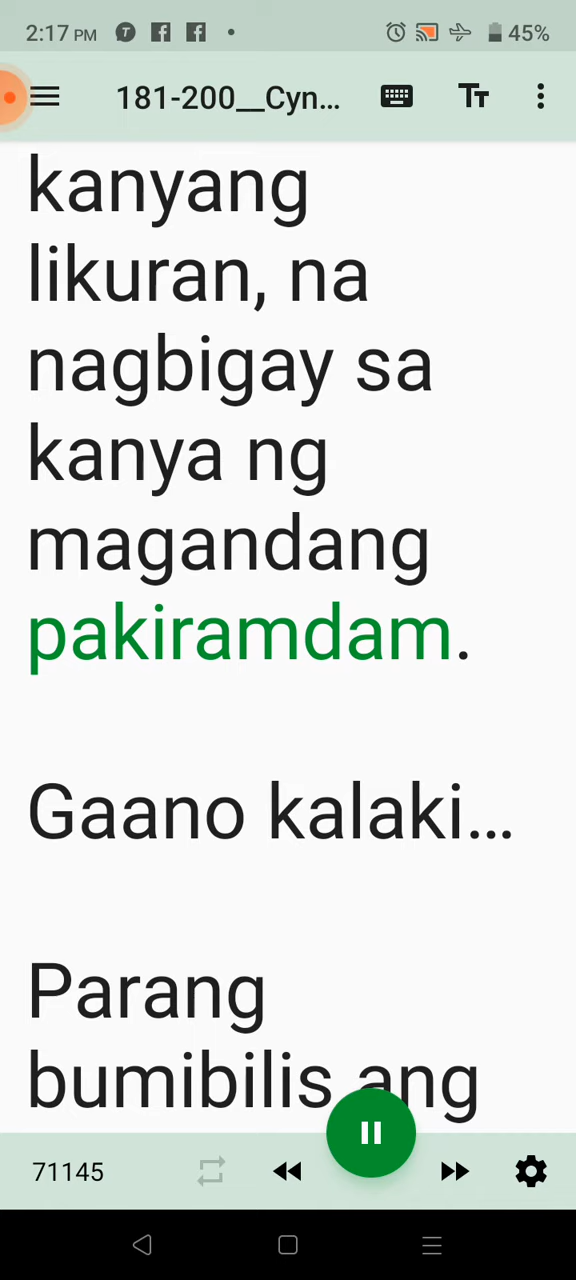 2:17 PM
45%
181-200__Cyn...
kanyang
likuran, na
nagbigay sa
kanya ng
magandang
pakiramdam.
Gaano kalaki...
Parang
bumibilis ang
71145